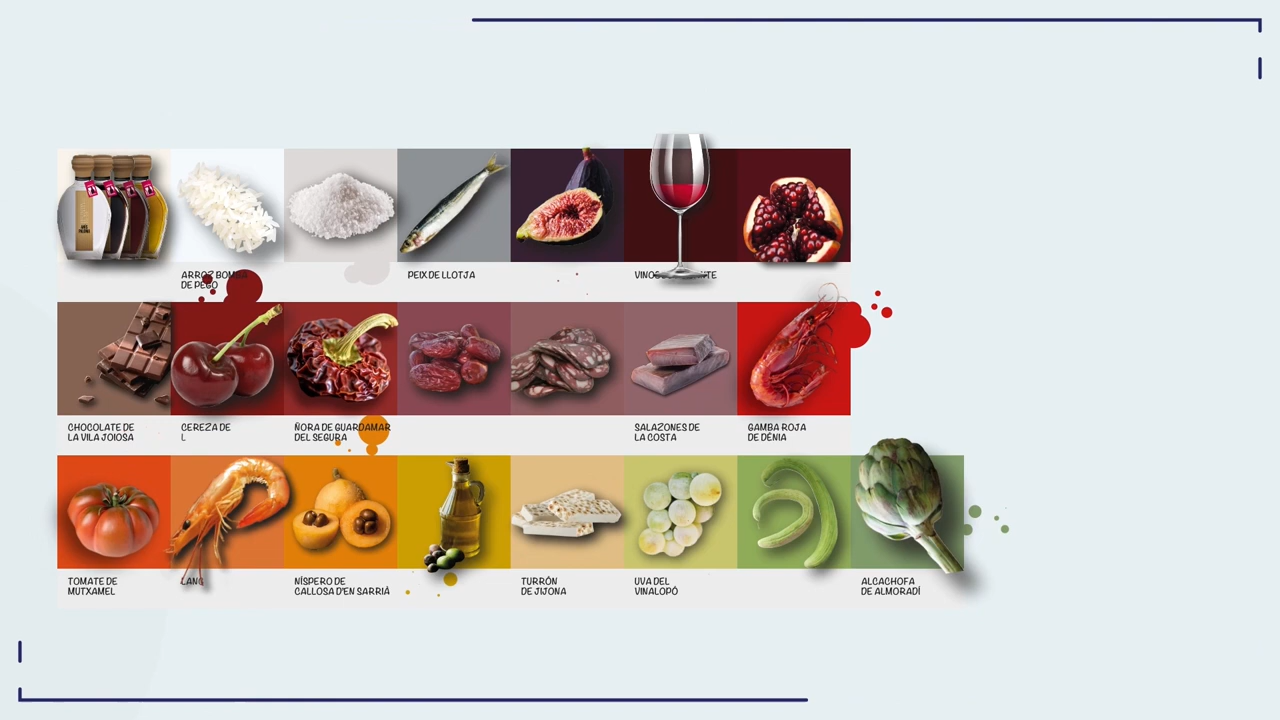 ARROZ BOMBA
DE PEGO
PEIX DE LLOTJA
CHOCOLATE DE
LA VILA JOIOSA
CEREZA DE
L
ÑORA DE GUARDAMAR
DEL SEGURA
SALAZONES DE
LA COSTA
GAMBA ROJA
DE DÉNIA
TOMATE DE
MUTXAMEL
LANG
NÍSPERO DE
CALLOSA D'EN SARRIÀ
TURRÓN
DE JIJONA
UVA DEL
VINALOPÓ
ALCACHOFA
DE ALMORADÍ